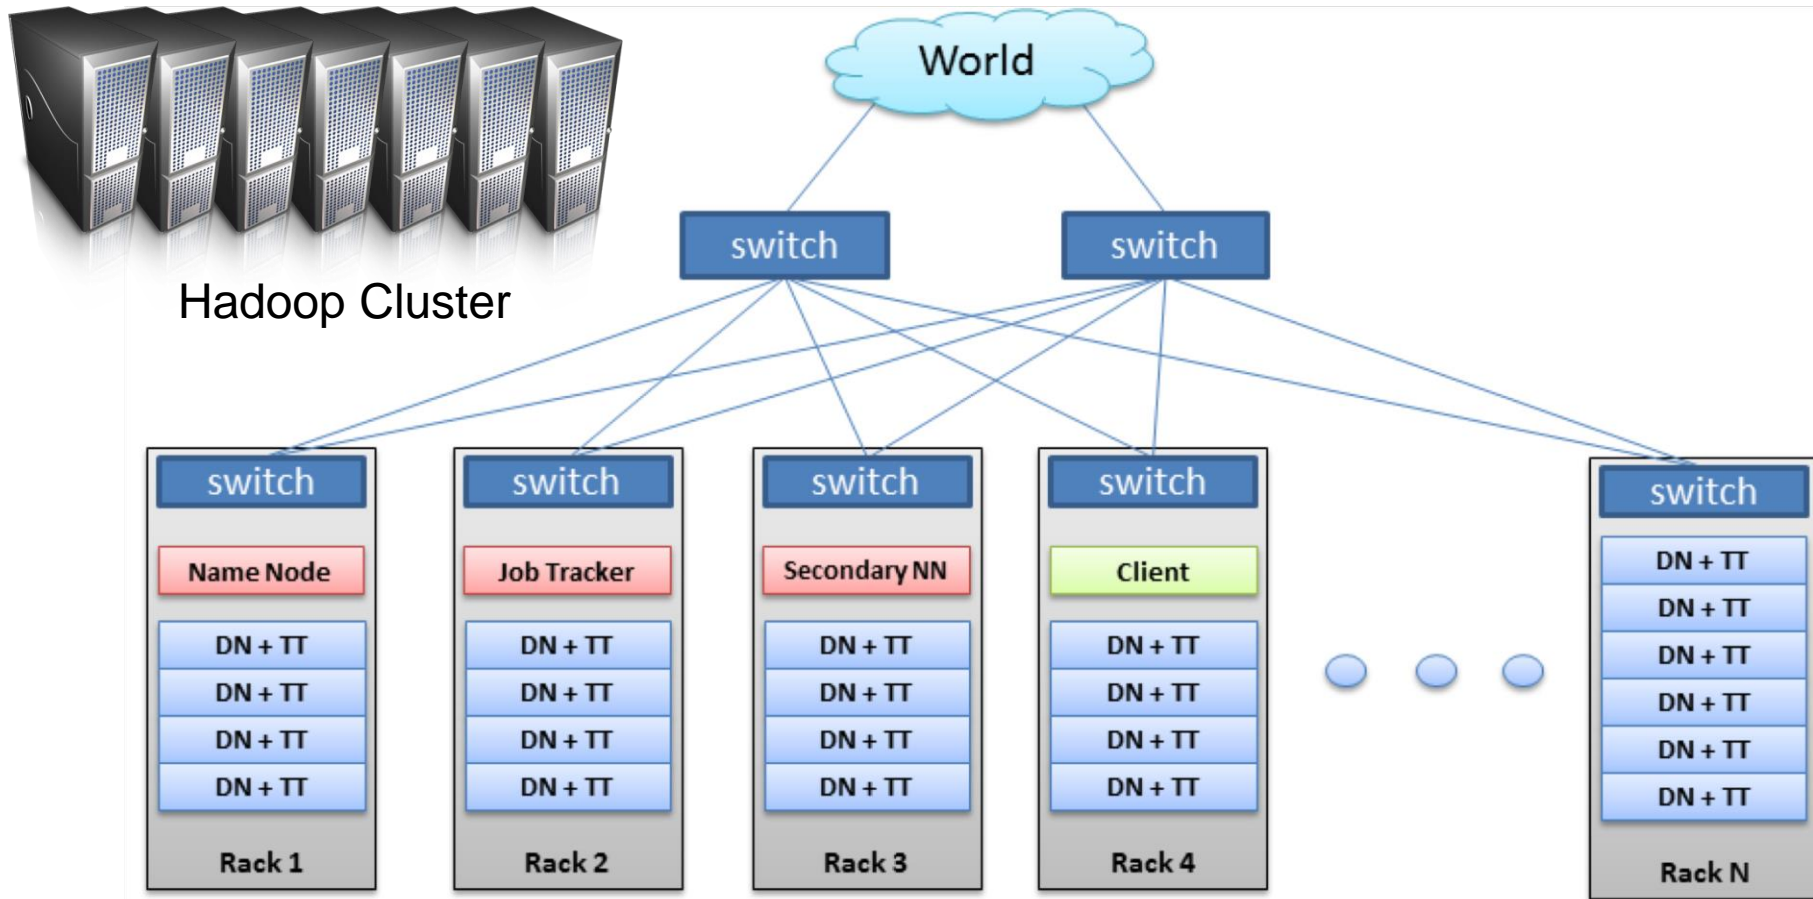 World
switch
switch
Hadoop Cluster
switch
Name Node
DN + TT
DN + TT
DN + TT
DN + TT
Rack 1
switch
Job Tracker
DN + TT
DN + TT
DN + TT
DN + TT
Rack 2
switch
Secondary NN
DN + TT
DN + TT
DN + TT
DN + TT
Rack 3
switch
Client
DN + TT
DN + TT
DN + TT
DN + TT
Rack 4
switch
DN + TT
DN + TT
DN + TT
DN + TT
DN + TT
DN + TT
Rack N